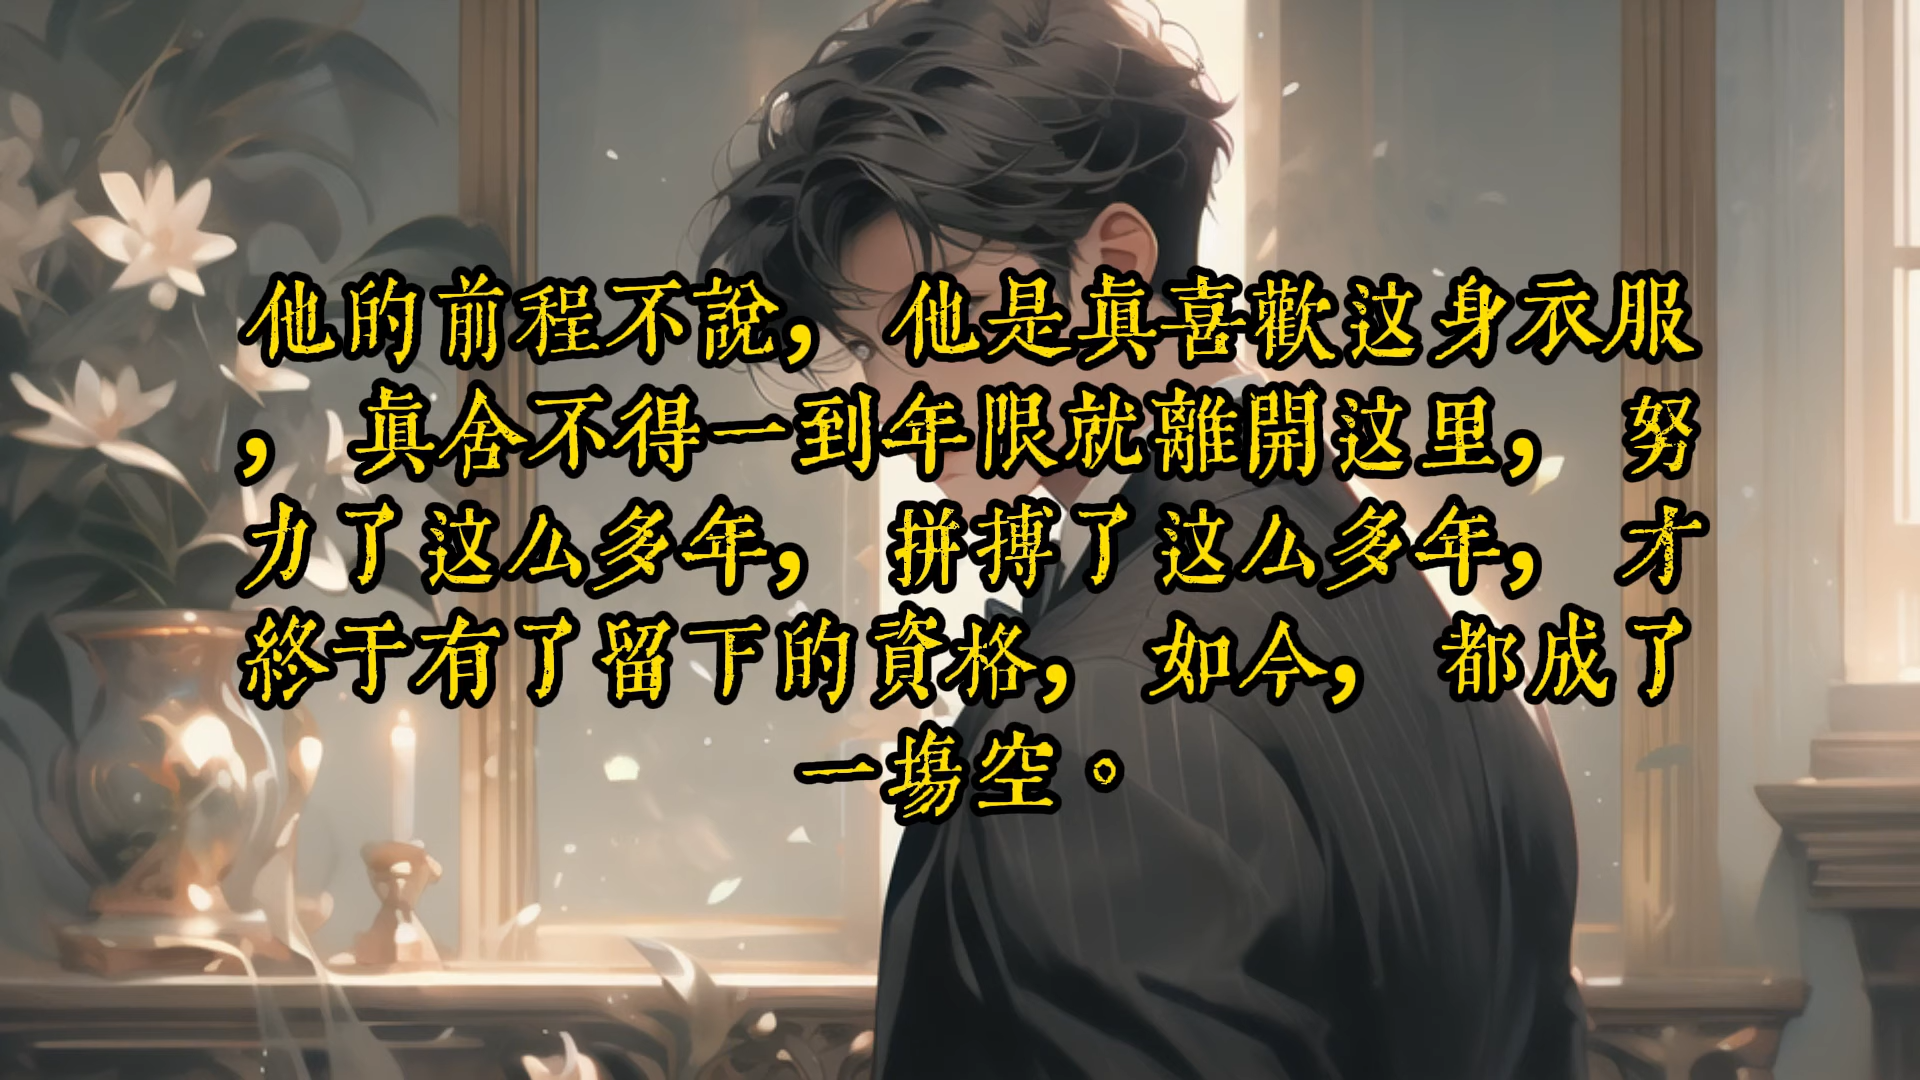 他的前程不說，他是眞喜歡这身衣服
，眞舍不得一到年限就離開这里，努
力了这么多年，拼搏了这么多年，才
終于有了留下的資格，如今，都成了
一塲空。